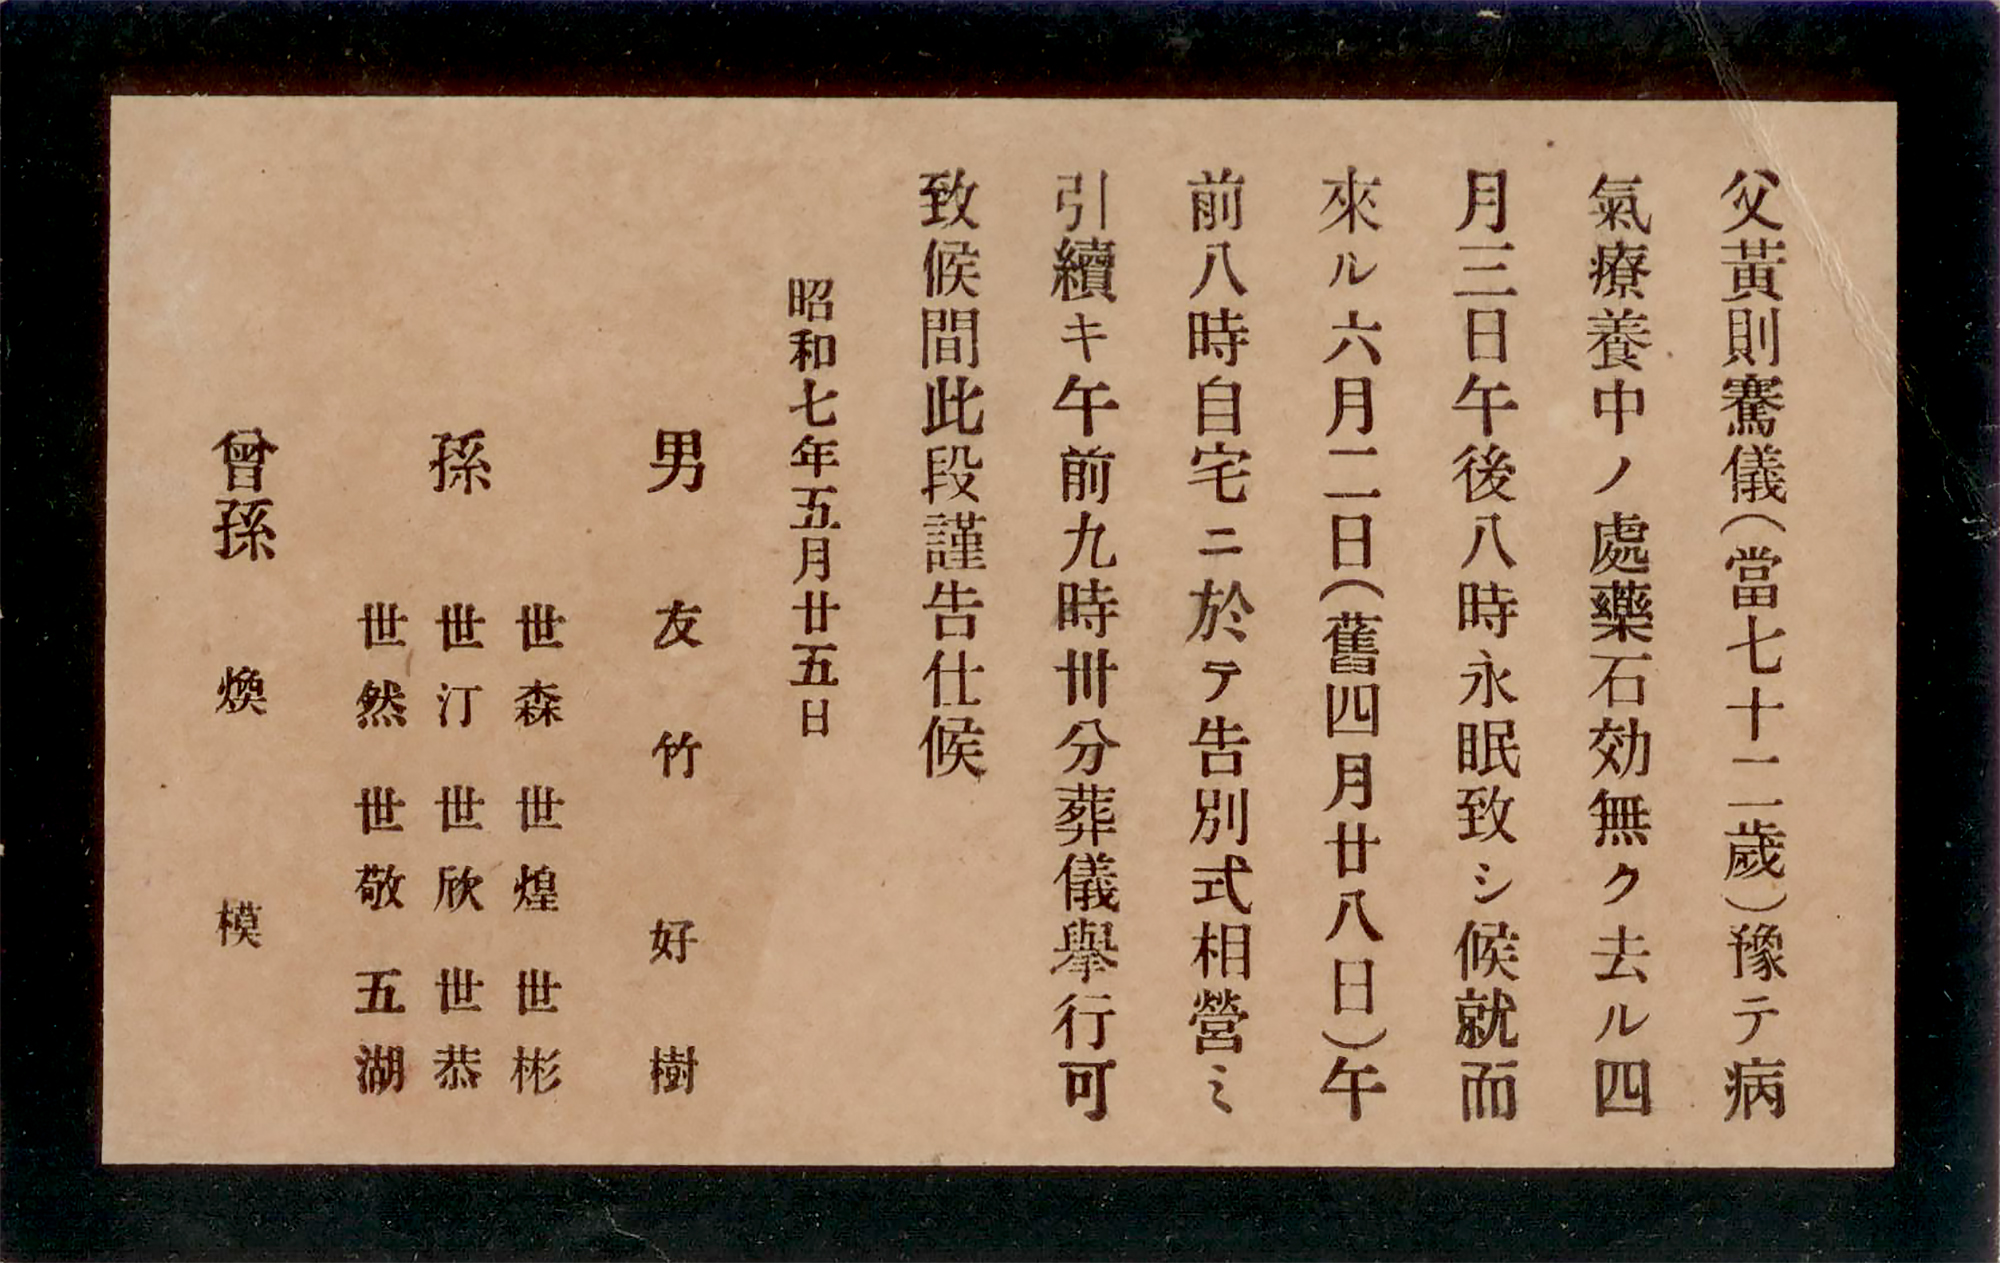 父黃則騫儀(當七十二歲)豫テ病
氣療養中ノ處藥石効無ク去ル四
月三日午後八時永眠致シ候就而
來ル六月二日(舊四月廿八日)午
前八時自宅ニ於テ告別式相營ミ
引續キ午前九時卅分葬儀擧行可
致候間此段謹告仕候
昭和七年五月廿五日
男 友竹 好樹
孫 世森 世煌 世彬
世汀 世欣 世恭
世然 世敬 五湖
曾孫 煥 模